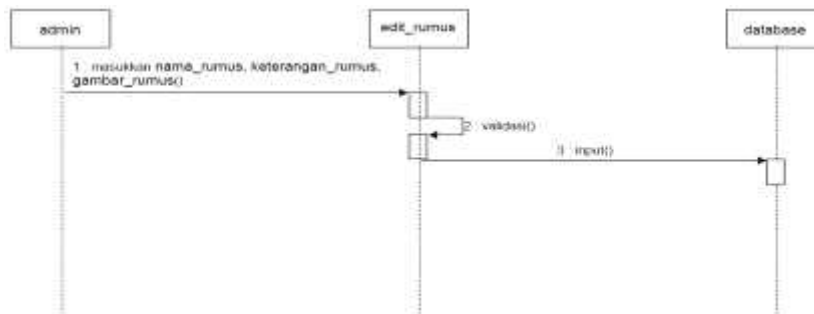 admin
edit_rumus
database
1 : masukkan nama_rumus, keterangan_rumus,
gambar_rumus()
2 : validasi()
3 : input()